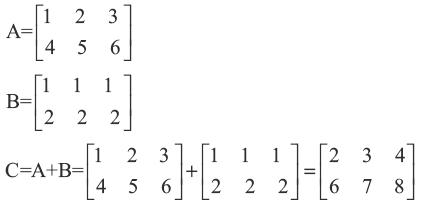 A=[1 2 3
4 5 6]
B=[1 1 1
2 2 2]
C=A+B=[1 2 3
4 5 6]+[1 1 1
2 2 2]=[2 3 4
6 7 8]